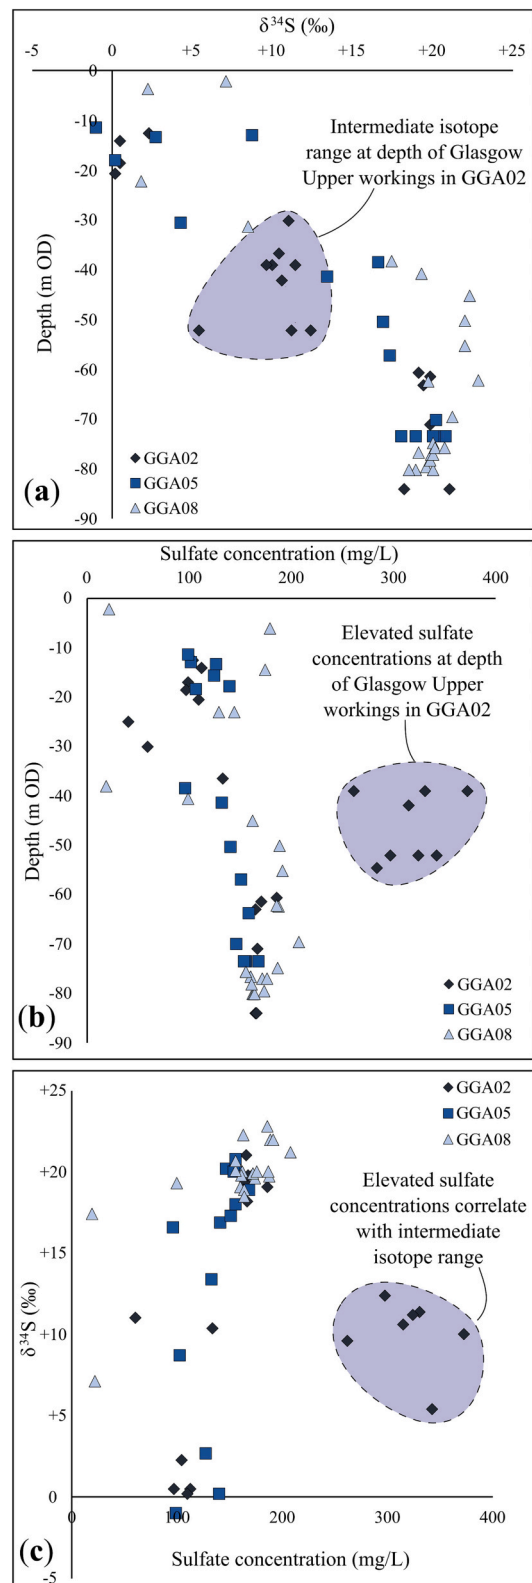 δ³⁴S (‰)
-5 0 +5 +10 +15 +20 +25
0
-10
-20
-30
-40
-50
-60
-70
-80
-90
Depth (m OD)
Intermediate isotope
range at depth of Glasgow
Upper workings in GGA02
GGA02
GGA05
GGA08
(a)
Sulfate concentration (mg/L)
0 100 200 300 400
0
-10
-20
-30
-40
-50
-60
-70
-80
-90
Depth (m OD)
Elevated sulfate
concentrations at depth
of Glasgow Upper
workings in GGA02
GGA02
GGA05
GGA08
(b)
+25
+20
+15
+10
+5
0
-5
δ³⁴S (‰)
GGA02
GGA05
GGA08
Elevated sulfate
concentrations correlate
with intermediate
isotope range
0 100 200 300 400
Sulfate concentration (mg/L)
(c)